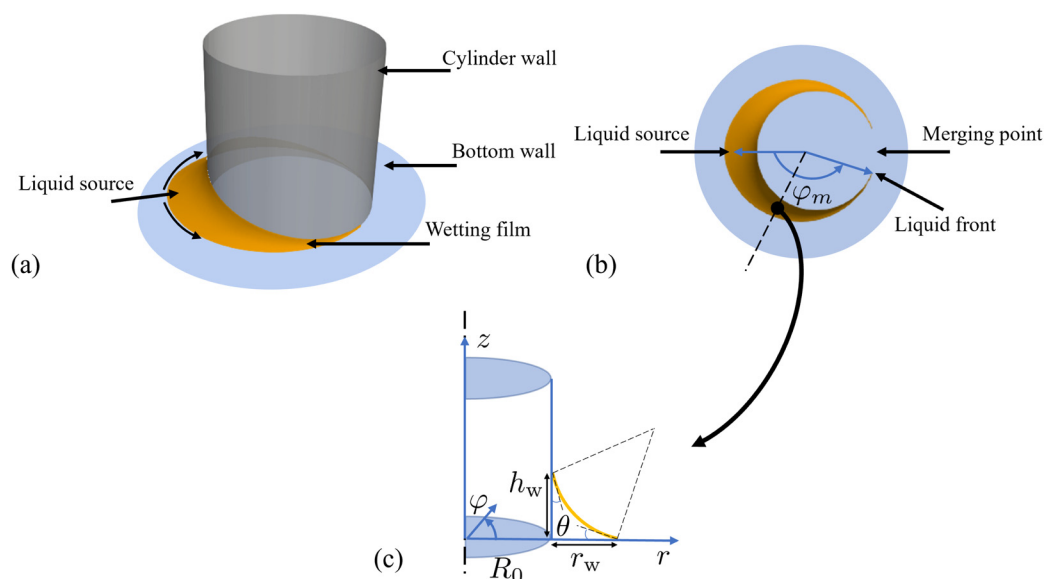 (a)
Cylinder wall
Bottom wall
Liquid source
Wetting film
(b)
Liquid source
Merging point
φm
Liquid front
(c)
z
hw
φ
θ
R0
rw
r